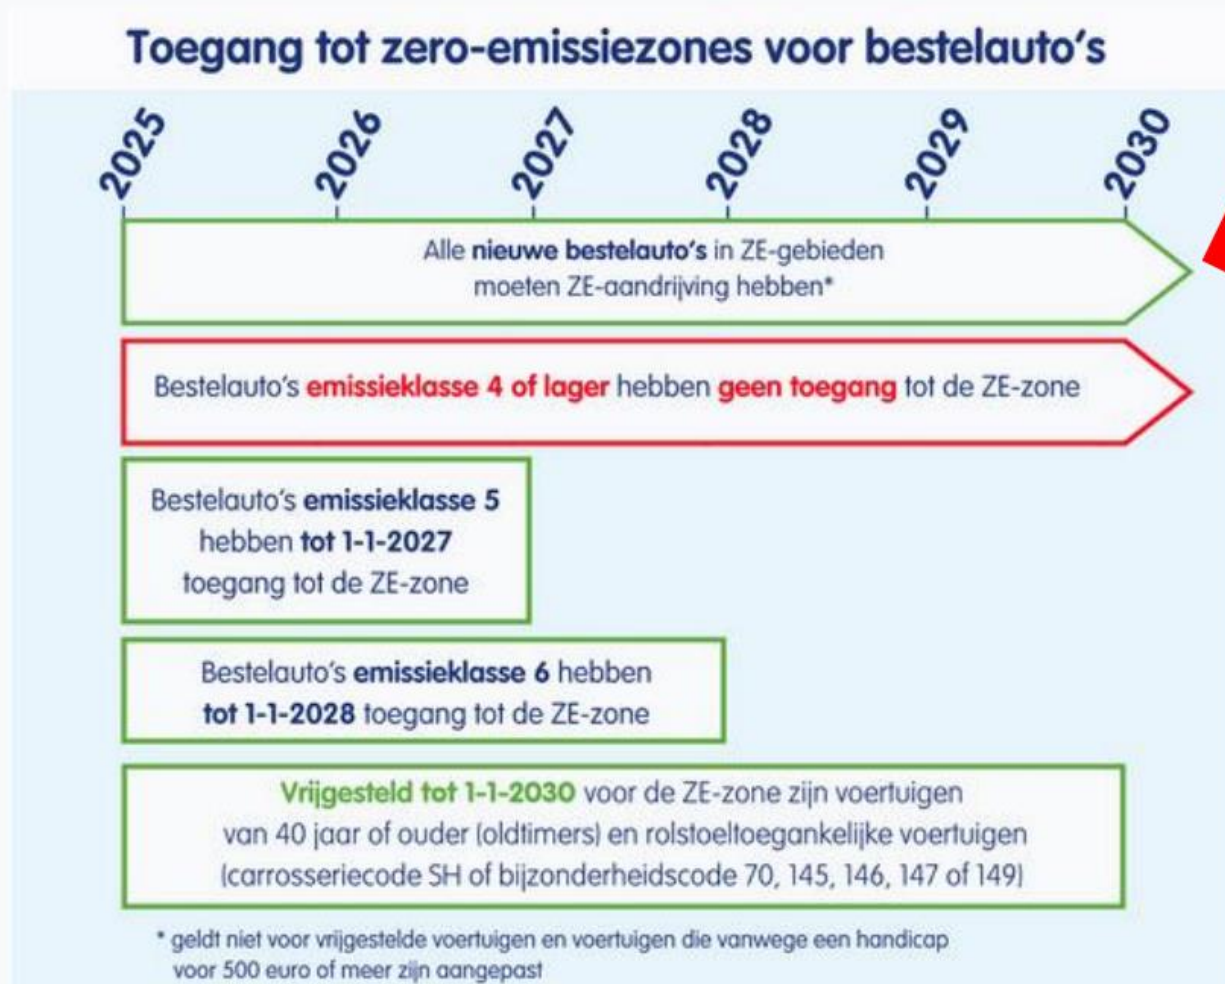 Toegang tot zero-emissiezones voor bestelauto's
2025 2026 2027 2028 2029 2030
Alle nieuwe bestelauto's in ZE-gebieden
moeten ZE-aandrijving hebben*
Bestelauto's emissieklasse 4 of lager hebben geen toegang tot de ZE-zone
Bestelauto's emissieklasse 5
hebben tot 1-1-2027
toegang tot de ZE-zone
Bestelauto's emissieklasse 6 hebben
tot 1-1-2028 toegang tot de ZE-zone
Vrijgesteld tot 1-1-2030 voor de ZE-zone zijn voertuigen
van 40 jaar of ouder (oldtimers) en rolstoeltoegankelijke voertuigen
(carrosseriecode SH of bijzonderheidscode 70, 145, 146, 147 of 149)
* geldt niet voor vrijgestelde voertuigen en voertuigen die vanwege een handicap
voor 500 euro of meer zijn aangepast